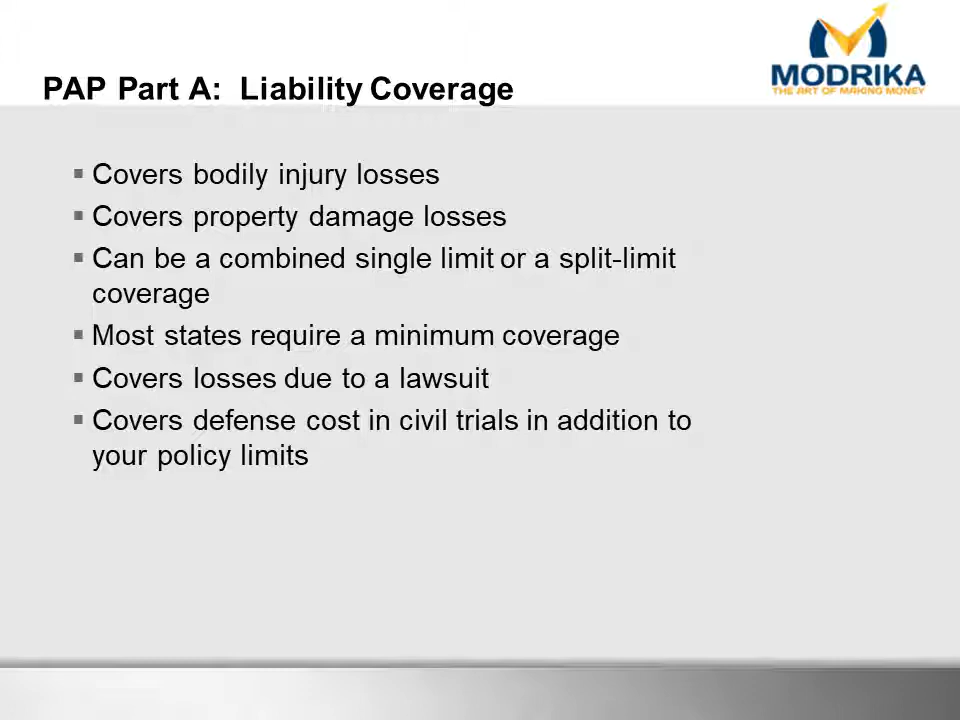 MODRIKA
THE ART OF MAKING MONEY
PAP Part A: Liability Coverage
▪ Covers bodily injury losses
▪ Covers property damage losses
▪ Can be a combined single limit or a split-limit
coverage
▪ Most states require a minimum coverage
▪ Covers losses due to a lawsuit
▪ Covers defense cost in civil trials in addition to
your policy limits